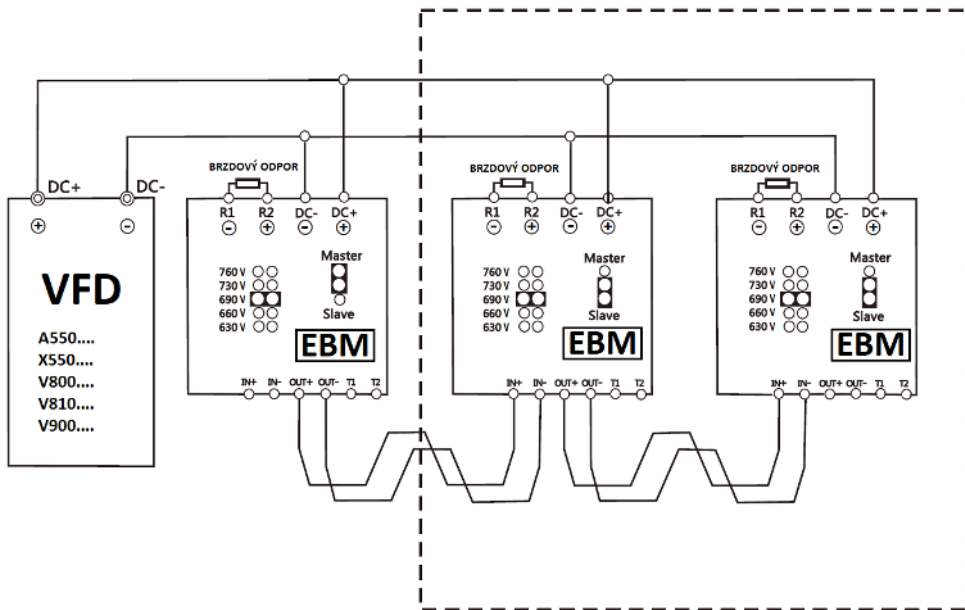 DC+ DC-
VFD
A550....
X550....
V800....
V810....
V900....
BRZDOVÝ ODPOR
R1 R2 DC- DC+
Master
760 V
730 V
690 V
660 V
630 V
Slave
EBM
IN+ IN- OUT+ OUT- T1 T2
BRZDOVÝ ODPOR
R1 R2 DC- DC+
Master
760 V
730 V
690 V
660 V
630 V
Slave
EBM
IN+ IN- OUT+ OUT- T1 T2
BRZDOVÝ ODPOR
R1 R2 DC- DC+
Master
760 V
730 V
690 V
660 V
630 V
Slave
EBM
IN+ IN- OUT+ OUT- T1 T2